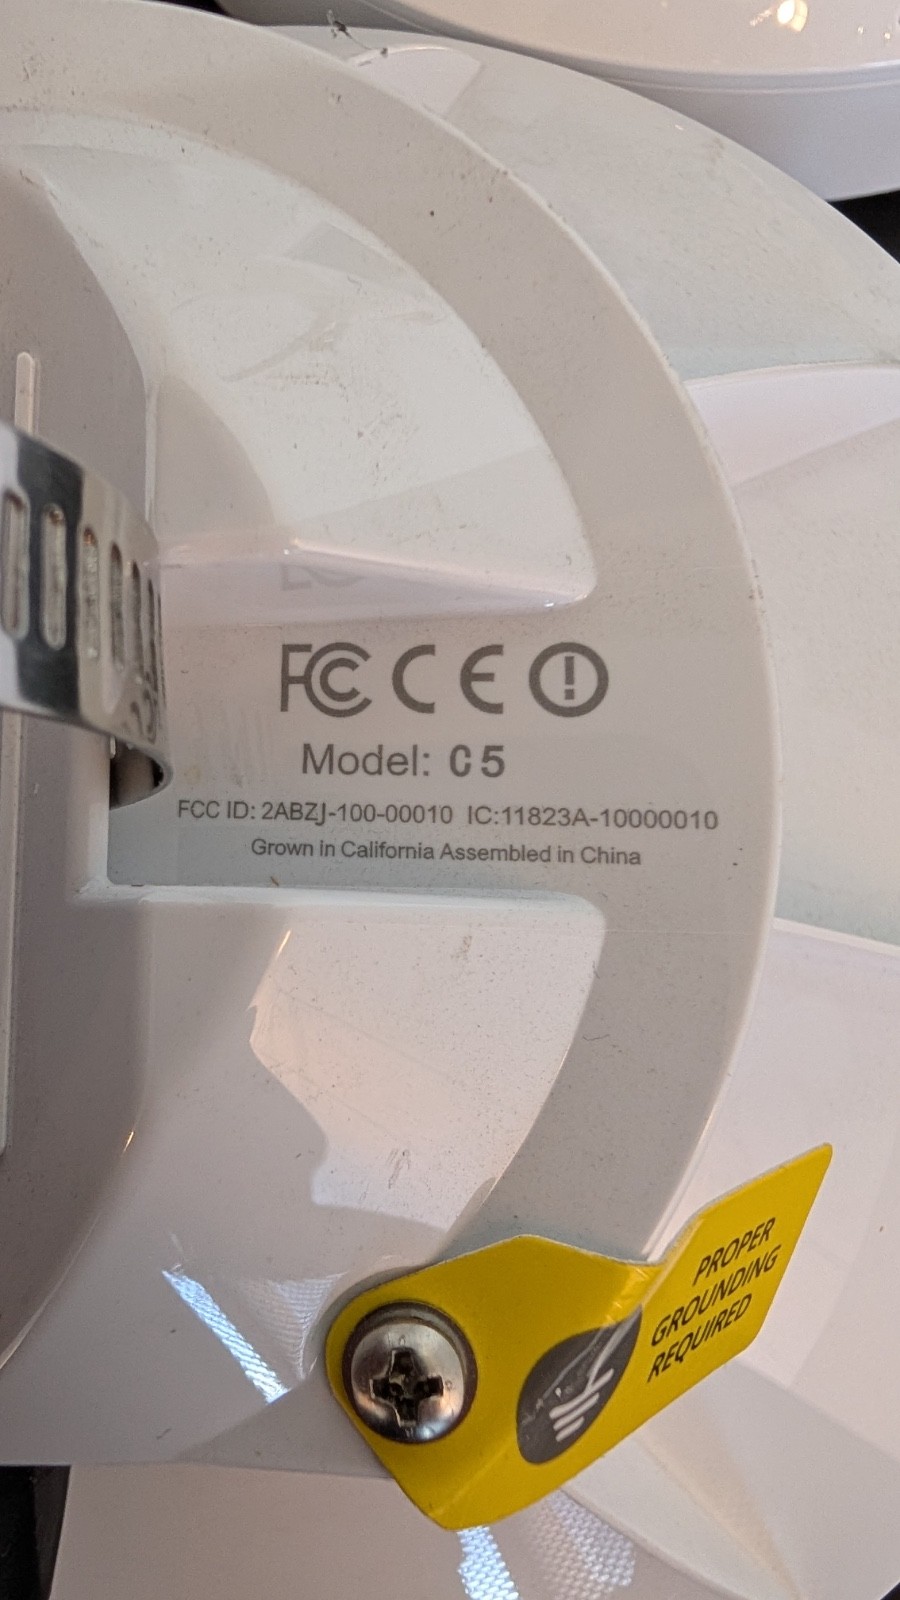 FC CE
Model: C5
FCC ID: 2ABZJ-100-00010 IC:11823A-10000010
Grown in California Assembled in China
PROPER
GROUNDING
REQUIRED